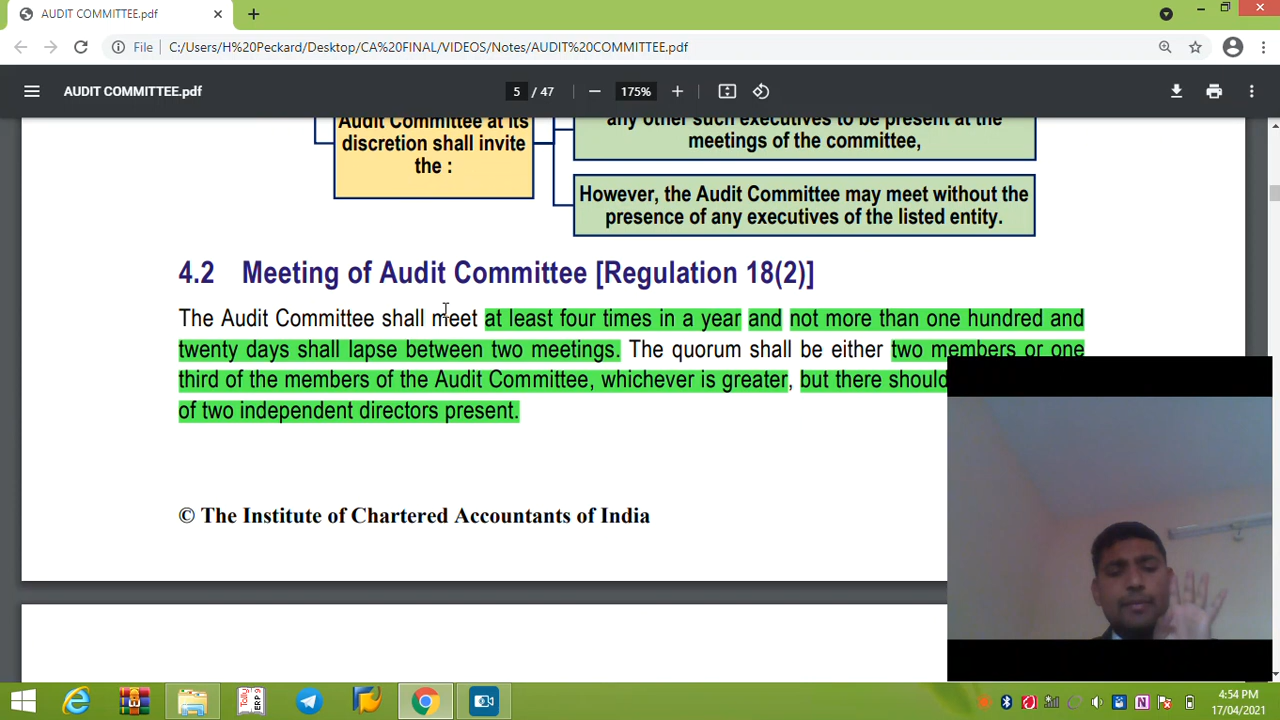 AUDIT COMMITTEE.pdf
File
C:/Users/H%20Peckard/Desktop/CA%20FINAL/VIDEOS/Notes/AUDIT%20COMMITTEE.pdf
AUDIT COMMITTEE.pdf
5 / 47
175%
Audit Committee at its
discretion shall invite
the :
any other such executives to be present at the
meetings of the committee,
However, the Audit Committee may meet without the
presence of any executives of the listed entity.
4.2 Meeting of Audit Committee [Regulation 18(2)]
The Audit Committee shall meet at least four times in a year and not more than one hundred and
twenty days shall lapse between two meetings. The quorum shall be either two members or one
third of the members of the Audit Committee, whichever is greater, but there should
of two independent directors present.
© The Institute of Chartered Accountants of India
Tally
ERP 9
4:54 PM
17/04/2021